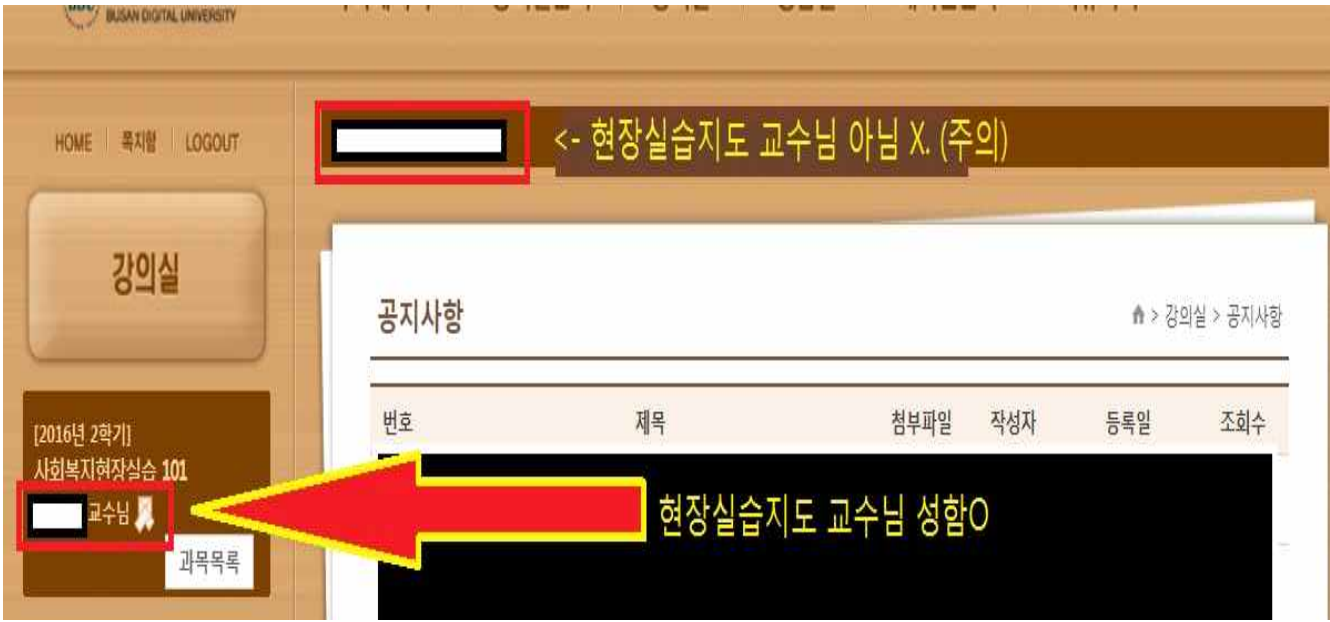 BUSAN DIGITAL UNIVERSITY
HOME 쪽지함 LOGOUT
<- 현장실습지도 교수님 아님 X. (주의)
강의실
공지사항
> 강의실 > 공지사항
번호 제목 첨부파일 작성자 등록일 조회수
[2016년 2학기]
사회복지현장실습 101
교수님
현장실습지도 교수님 성함O
과목목록